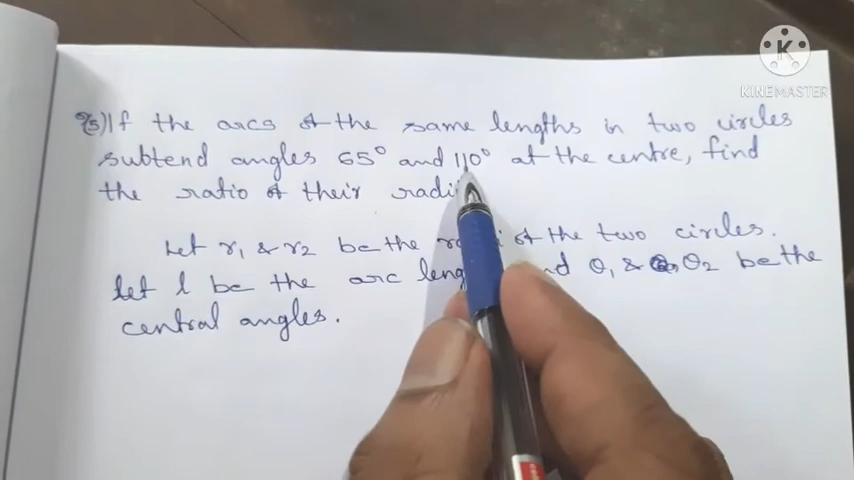 Q5) If the arcs of the same lengths in two circles
subtend angles 65° and 110° at the centre, find
the ratio of their radii
Let r₁ & r₂ be the of the two circles.
let l be the arc θ₁ & θ₂ be the
central angles.
K
KINEMASTER